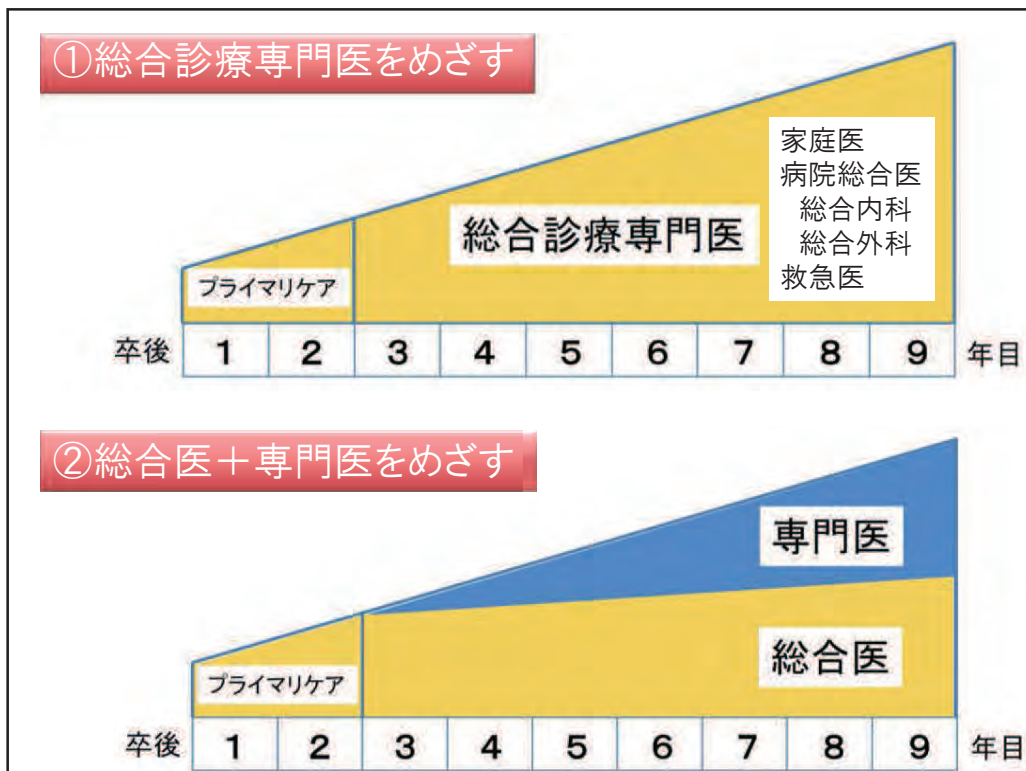 ①総合診療専門医をめざす
家庭医
病院総合医
総合内科
総合外科
救急医
総合診療専門医
プライマリケア
卒後 1 2 3 4 5 6 7 8 9 年目
②総合医＋専門医をめざす
専門医
総合医
プライマリケア
卒後 1 2 3 4 5 6 7 8 9 年目